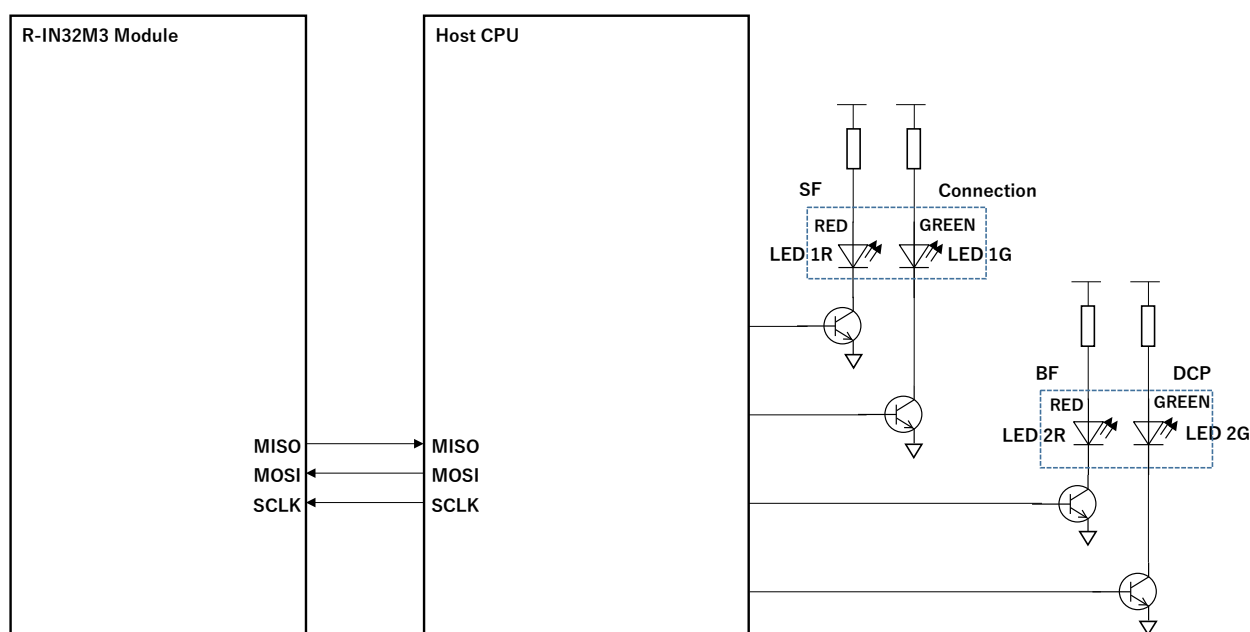 R-IN32M3 Module
Host CPU
SF
Connection
RED
GREEN
LED 1R
LED 1G
BF
DCP
RED
GREEN
LED 2R
LED 2G
MISO
MISO
MOSI
MOSI
SCLK
SCLK